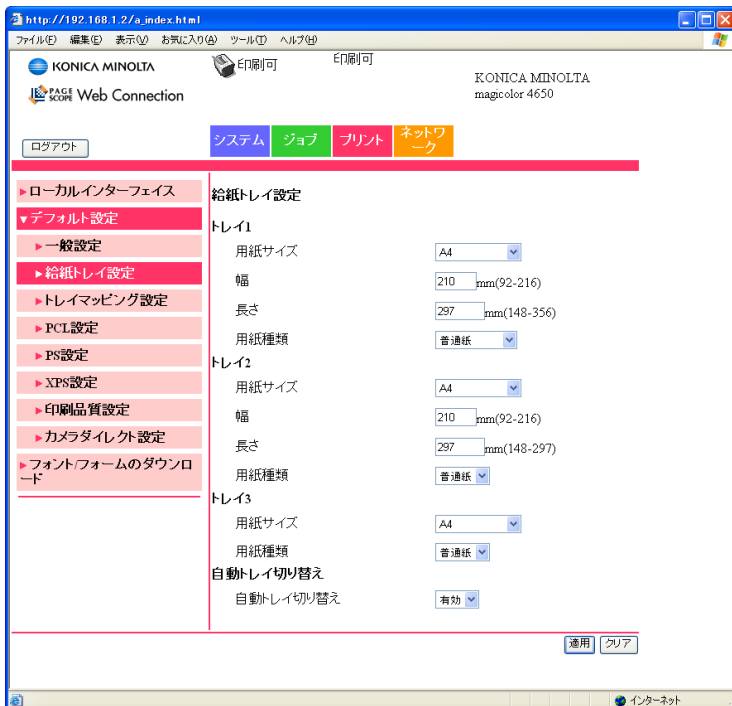 http://192.168.1.2/a_index.html
ファイル(F) 編集(E) 表示(V) お気に入り(A) ツール(T) ヘルプ(H)
KONICA MINOLTA
印刷可
印刷可
KONICA MINOLTA
magicolor 4650
PAGE SCOPE Web Connection
ログアウト
システム
ジョブ
プリント
ネットワ
ーク
ローカルインターフェイス
デフォルト設定
一般設定
給紙トレイ設定
トレイマッピング設定
PCL設定
PS設定
XPS設定
印刷品質設定
カメラダイレクト設定
フォント/フォームのダウンロ
ード
給紙トレイ設定
トレイ1
用紙サイズ A4
幅 210 mm(92-216)
長さ 297 mm(148-356)
用紙種類 普通紙
トレイ2
用紙サイズ A4
幅 210 mm(92-216)
長さ 297 mm(148-297)
用紙種類 普通紙
トレイ3
用紙サイズ A4
用紙種類 普通紙
自動トレイ切り替え
自動トレイ切り替え 有効
適用 クリア
インターネット